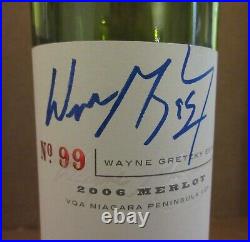 Nº 99
WAYNE GRETZKY
2006 MERLOT
VQA NIAGARA PENINSULA